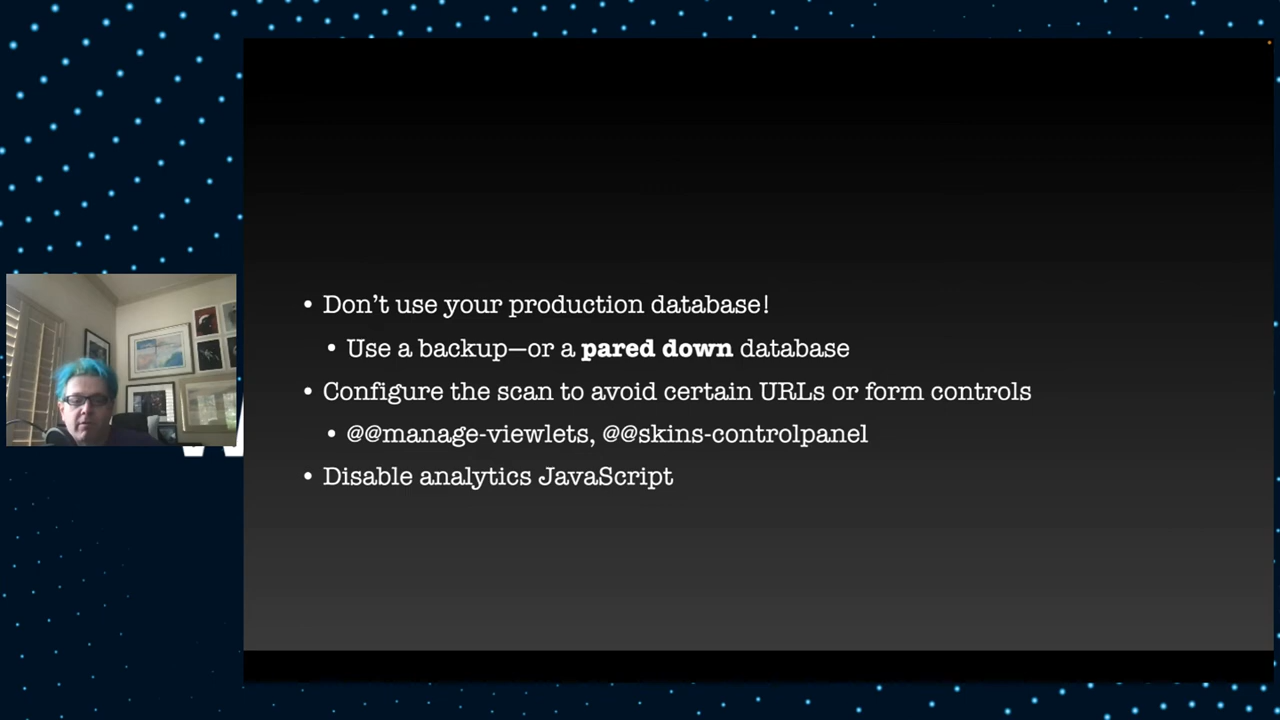 • Don’t use your production database!
• Use a backup—or a pared down database
• Configure the scan to avoid certain URLs or form controls
• @@manage-viewlets, @@skins-controlpanel
• Disable analytics JavaScript